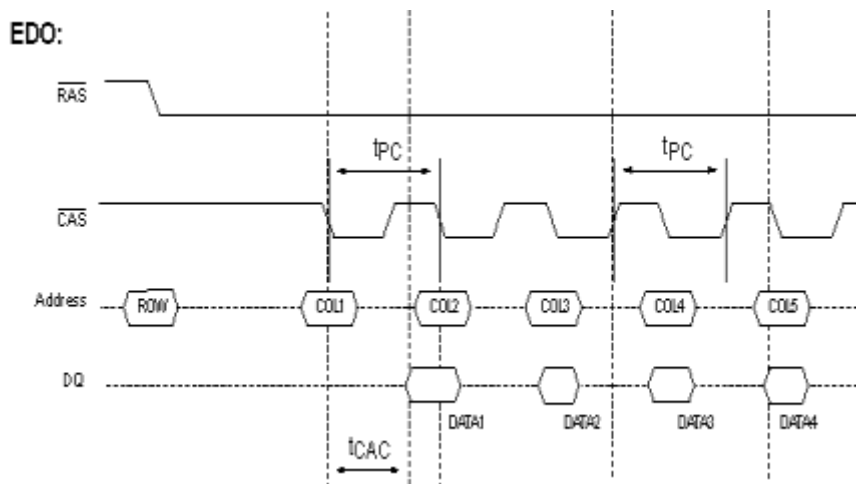 EDO:
RAS
tPC tPC
CAS
Address ROW COL1 COL2 COL3 COL4 COL5
DQ
DATA1 DATA2 DATA3 DATA4
tCAC